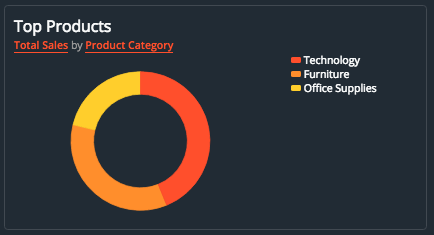 Top Products
Total Sales by Product Category
Technology
Furniture
Office Supplies